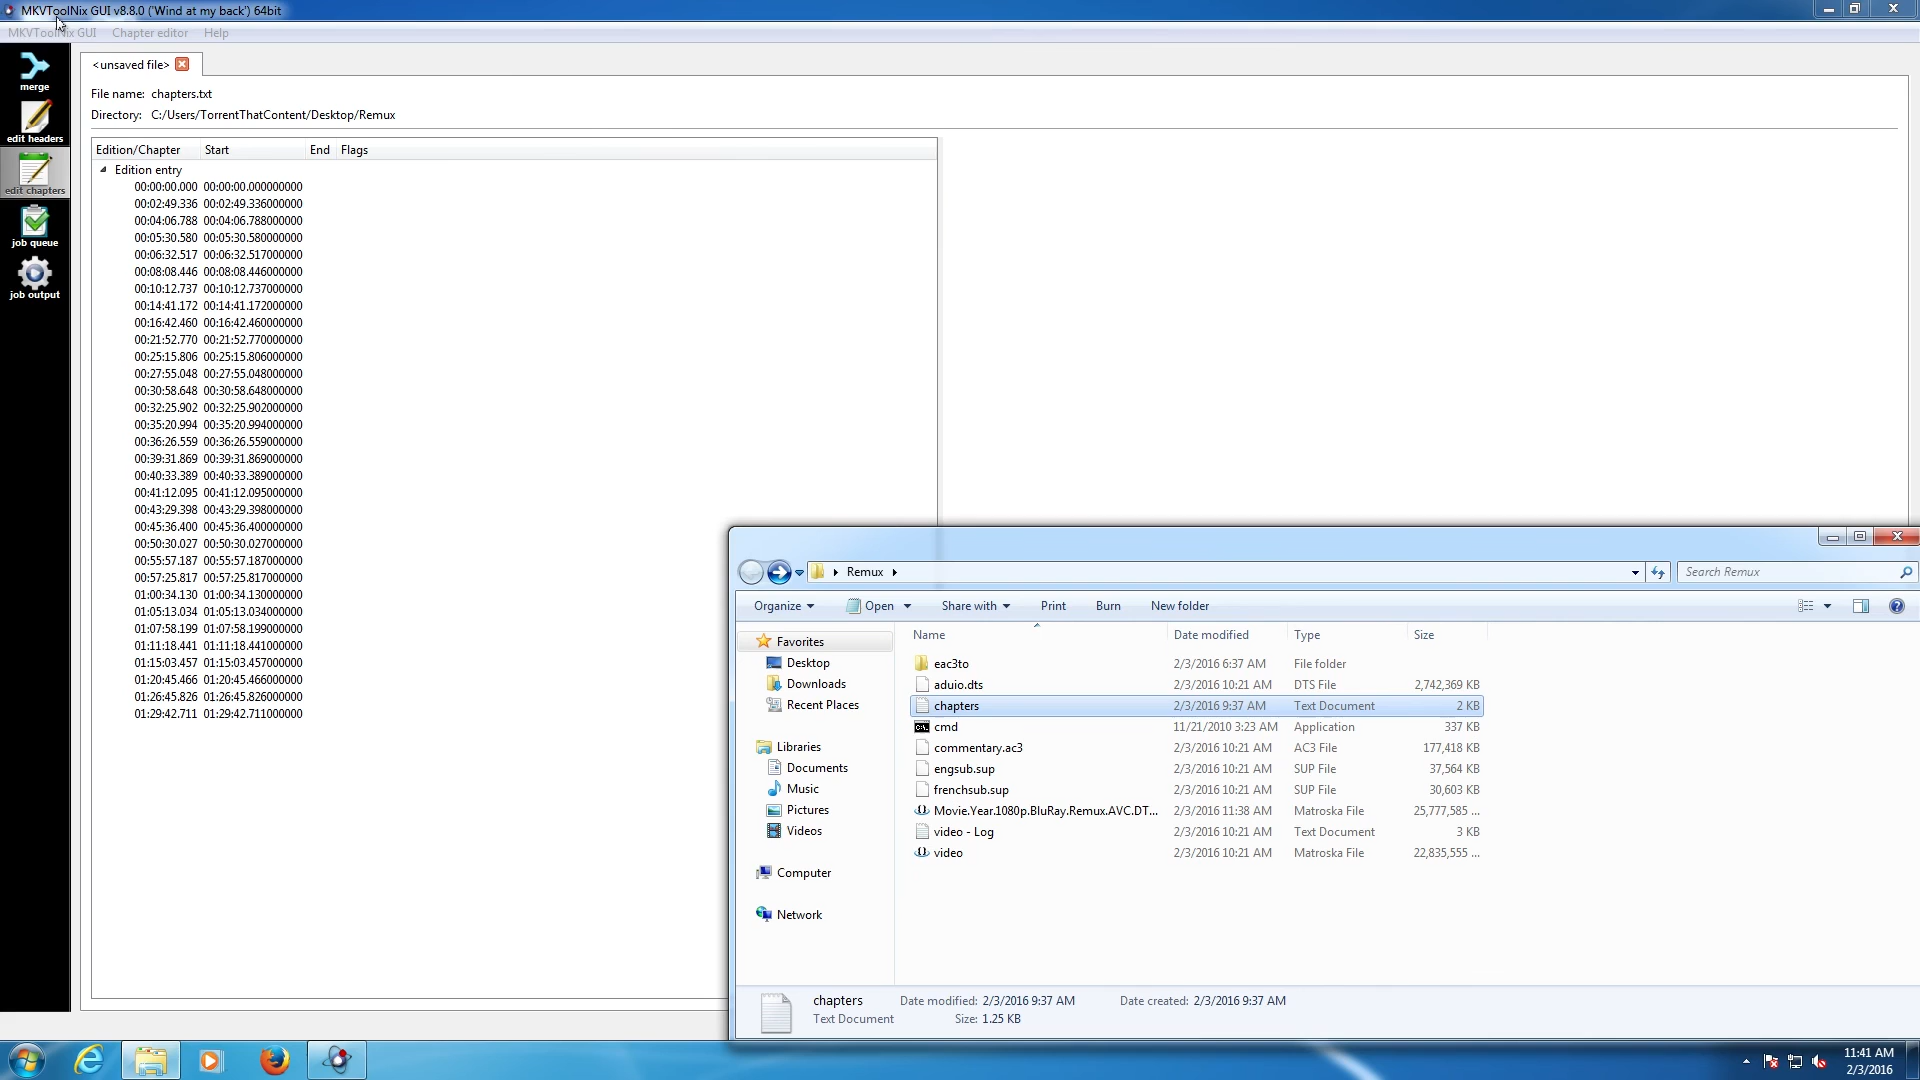 MKVToolNix GUI v8.8.0 ('Wind at my back') 64bit
MKVToolNix GUI Chapter editor Help
merge
edit headers
edit chapters
job queue
job output
<unsaved file>
File name: chapters.txt
Directory: C:/Users/TorrentThatContent/Desktop/Remux
Edition/Chapter Start End Flags
Edition entry
00:00:00.000 00:00:00.000000000
00:02:49.336 00:02:49.336000000
00:04:06.788 00:04:06.788000000
00:05:30.580 00:05:30.580000000
00:06:32.517 00:06:32.517000000
00:08:08.446 00:08:08.446000000
00:10:12.737 00:10:12.737000000
00:14:41.172 00:14:41.172000000
00:16:42.460 00:16:42.460000000
00:21:52.770 00:21:52.770000000
00:25:15.806 00:25:15.806000000
00:27:55.048 00:27:55.048000000
00:30:58.648 00:30:58.648000000
00:32:25.902 00:32:25.902000000
00:35:20.994 00:35:20.994000000
00:36:26.559 00:36:26.559000000
00:39:31.869 00:39:31.869000000
00:40:33.389 00:40:33.389000000
00:41:12.095 00:41:12.095000000
00:43:29.398 00:43:29.398000000
00:45:36.400 00:45:36.400000000
00:50:30.027 00:50:30.027000000
00:55:57.187 00:55:57.187000000
00:57:25.817 00:57:25.817000000
01:00:34.130 01:00:34.130000000
01:05:13.034 01:05:13.034000000
01:07:58.199 01:07:58.199000000
01:11:18.441 01:11:18.441000000
01:15:03.457 01:15:03.457000000
01:20:45.466 01:20:45.466000000
01:26:45.826 01:26:45.826000000
01:29:42.711 01:29:42.711000000
Remux
Search Remux
Organize Open Share with Print Burn New folder
Favorites
Desktop
Downloads
Recent Places
Libraries
Documents
Music
Pictures
Videos
Computer
Network
Name Date modified Type Size
eac3to 2/3/2016 6:37 AM File folder
aduio.dts 2/3/2016 10:21 AM DTS File 2,742,369 KB
chapters 2/3/2016 9:37 AM Text Document 2 KB
cmd 11/21/2010 3:23 AM Application 337 KB
commentary.ac3 2/3/2016 10:21 AM AC3 File 177,418 KB
engsub.sup 2/3/2016 10:21 AM SUP File 37,564 KB
frenchsub.sup 2/3/2016 10:21 AM SUP File 30,603 KB
Movie.Year.1080p.BluRay.Remux.AVC.DT... 2/3/2016 11:38 AM Matroska File 25,777,585 ...
video - Log 2/3/2016 10:21 AM Text Document 3 KB
video 2/3/2016 10:21 AM Matroska File 22,835,555 ...
chapters Date modified: 2/3/2016 9:37 AM Date created: 2/3/2016 9:37 AM
Text Document Size: 1.25 KB
11:41 AM
2/3/2016